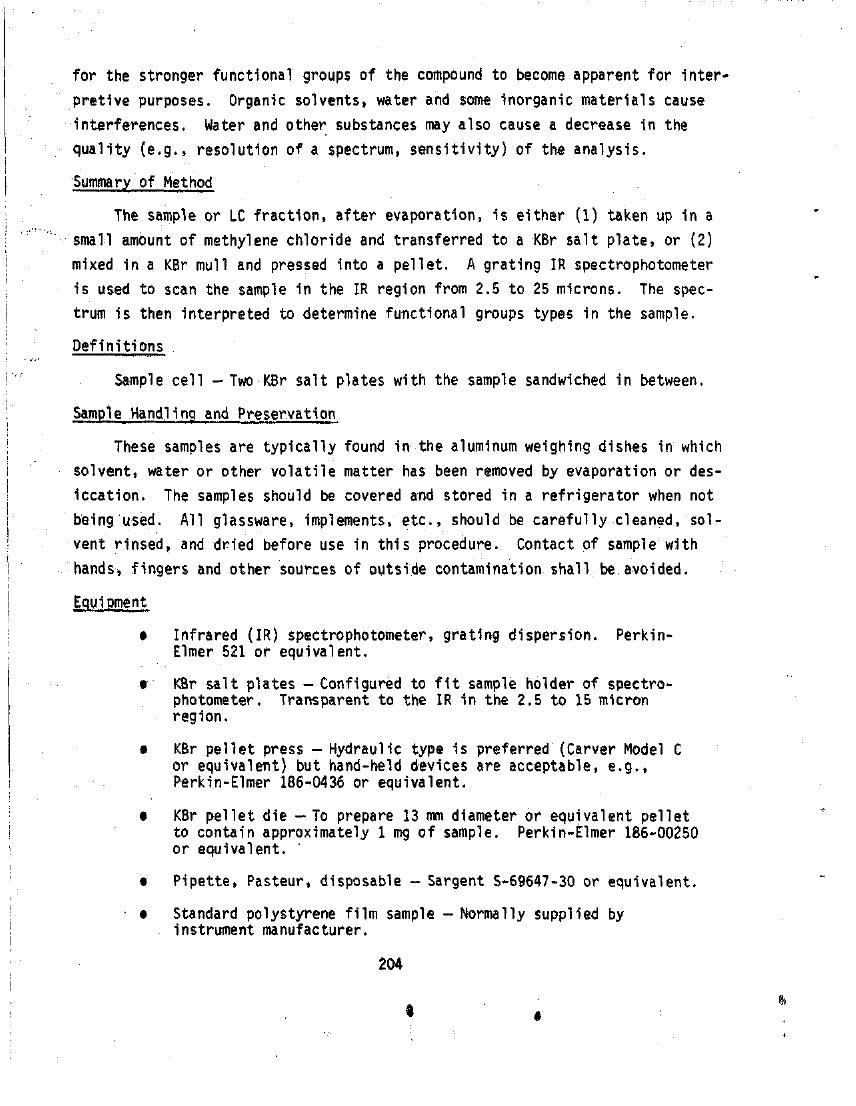 for the stronger functional groups of the compound to become apparent for inter-
pretive purposes. Organic solvents, water and some inorganic materials cause
interferences. Water and other substances may also cause a decrease in the
quality (e.g., resolution of a spectrum, sensitivity) of the analysis.
Summary of Method
The sample or LC fraction, after evaporation, is either (1) taken up in a
small amount of methylene chloride and transferred to a KBr salt plate, or (2)
mixed in a KBr mull and pressed into a pellet. A grating IR spectrophotometer
is used to scan the sample in the IR region from 2.5 to 25 microns. The spec-
trum is then interpreted to determine functional groups types in the sample.
Definitions
Sample cell — Two KBr salt plates with the sample sandwiched in between.
Sample Handling and Preservation
These samples are typically found in the aluminum weighing dishes in which
solvent, water or other volatile matter has been removed by evaporation or des-
iccation. The samples should be covered and stored in a refrigerator when not
being used. All glassware, implements, etc., should be carefully cleaned, sol-
vent rinsed, and dried before use in this procedure. Contact of sample with
hands, fingers and other sources of outside contamination shall be avoided.
Equipment
● Infrared (IR) spectrophotometer, grating dispersion. Perkin-
Elmer 521 or equivalent.
● KBr salt plates — Configured to fit sample holder of spectro-
photometer. Transparent to the IR in the 2.5 to 15 micron
region.
● KBr pellet press — Hydraulic type is preferred (Carver Model C
or equivalent) but hand-held devices are acceptable, e.g.,
Perkin-Elmer 186-0436 or equivalent.
● KBr pellet die — To prepare 13 mm diameter or equivalent pellet
to contain approximately 1 mg of sample. Perkin-Elmer 186-00250
or equivalent.
● Pipette, Pasteur, disposable — Sargent S-69647-30 or equivalent.
● Standard polystyrene film sample — Normally supplied by
instrument manufacturer.
204